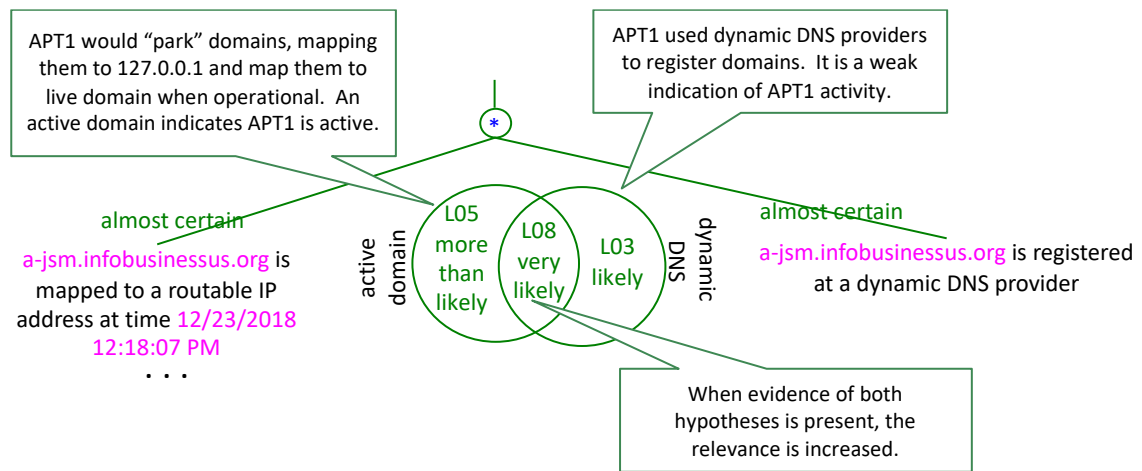 APT1 would “park” domains, mapping
them to 127.0.0.1 and map them to
live domain when operational.  An
active domain indicates APT1 is active.
APT1 used dynamic DNS providers
to register domains.  It is a weak
indication of APT1 activity.
*
almost certain
a-jsm.infobusinessus.org is
mapped to a routable IP
address at time 12/23/2018
12:18:07 PM
. . .
active
domain
L05
more
than
likely
L08
very
likely
L03
likely
dynamic
DNS
almost certain
a-jsm.infobusinessus.org is registered
at a dynamic DNS provider
When evidence of both
hypotheses is present, the
relevance is increased.